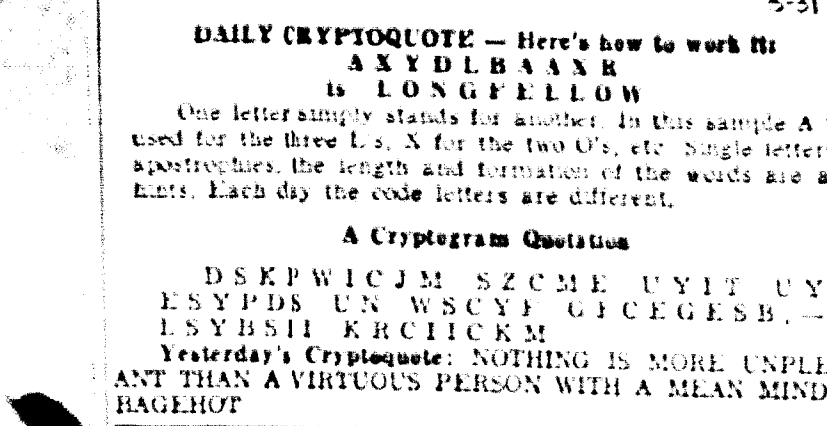 5-31
DAILY CRYPTOQUOTE — Here's how to work it:
A X Y D L B A A X R
is L O N G F E L L O W
One letter simply stands for another. In this sample A
used for the three L's, X for the two O's, etc. Single letter
apostrophies, the length and formation of the words are a
hints. Each day the code letters are different.
A Cryptogram Quotation
D S K P W I C J M S Z C M E U Y I T U Y
E S Y P D S U N W S C Y F G F C E G E S B . —
L S Y B S I I K R C I I C K M
Yesterday's Cryptoquote: NOTHING IS MORE UNPLE
ANT THAN A VIRTUOUS PERSON WITH A MEAN MIND
BAGEHOT